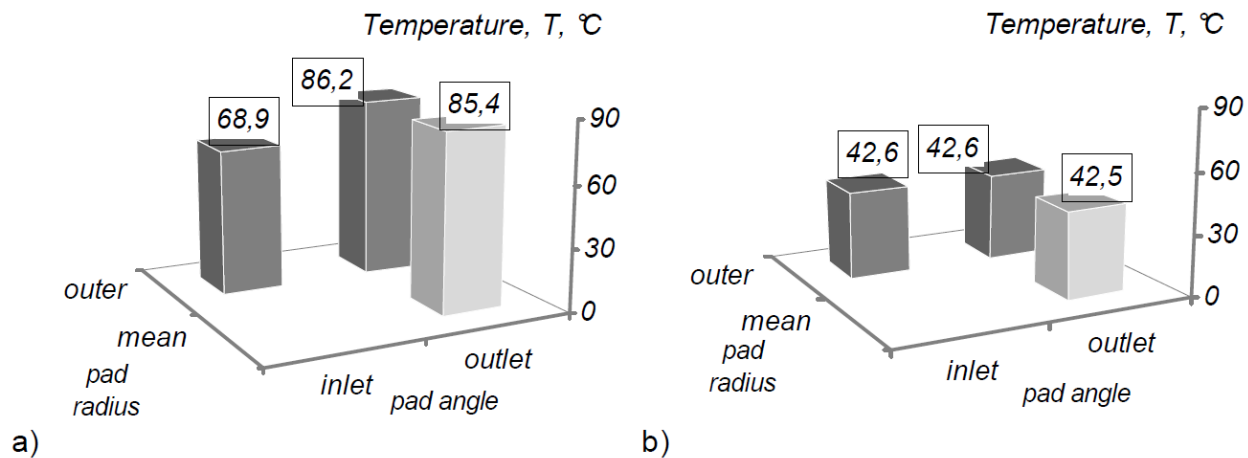 Temperature, T, °C
86,2
85,4
68,9
90
60
30
0
outer
mean
pad
radius
inlet
outlet
pad angle
a)
Temperature, T, °C
42,6
42,6
42,5
90
60
30
0
outer
mean
pad
radius
inlet
outlet
pad angle
b)